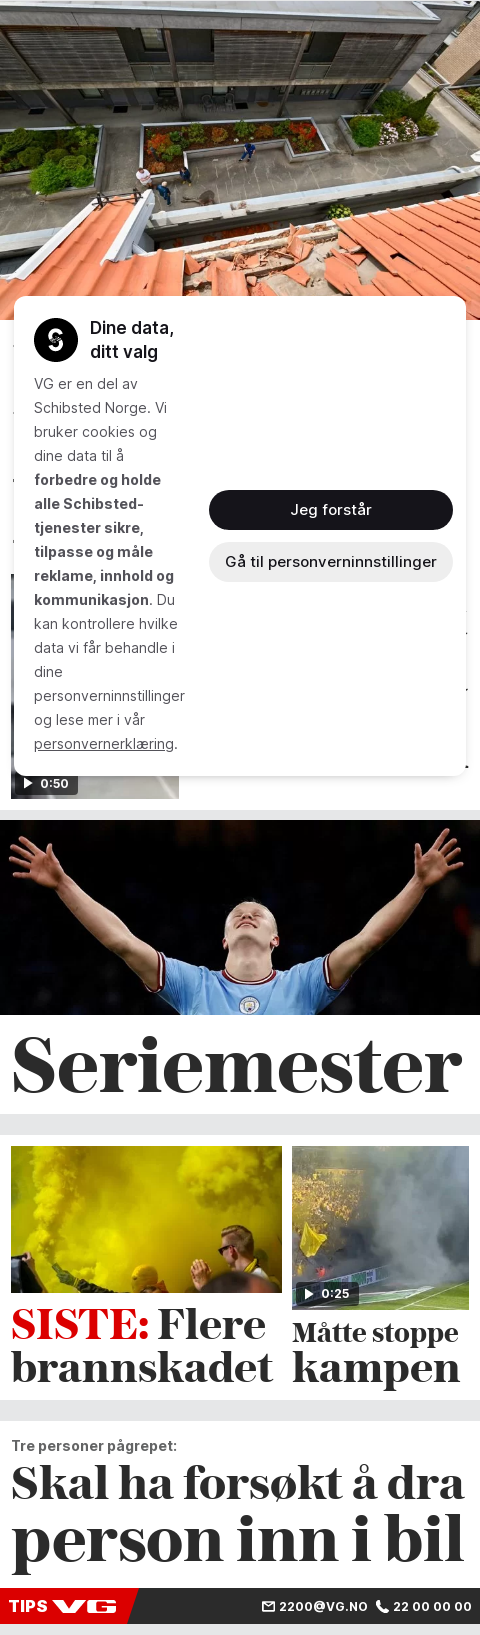 Dine data,
ditt valg
VG er en del av
Schibsted Norge. Vi
bruker cookies og
dine data til å
forbedre og holde
alle Schibsted-
tjenester sikre,
tilpasse og måle
reklame, innhold og
kommunikasjon. Du
kan kontrollere hvilke
data vi får behandle i
dine
personverninnstillinger
og lese mer i vår
personvernerklæring.
Jeg forstår
Gå til personverninnstillinger
0:50
Seriemester
0:25
SISTE: Flere
brannskadet
Måtte stoppe
kampen
Tre personer pågrepet:
Skal ha forsøkt å dra
person inn i bil
TIPS VG 2200@VG.NO 22 00 00 00